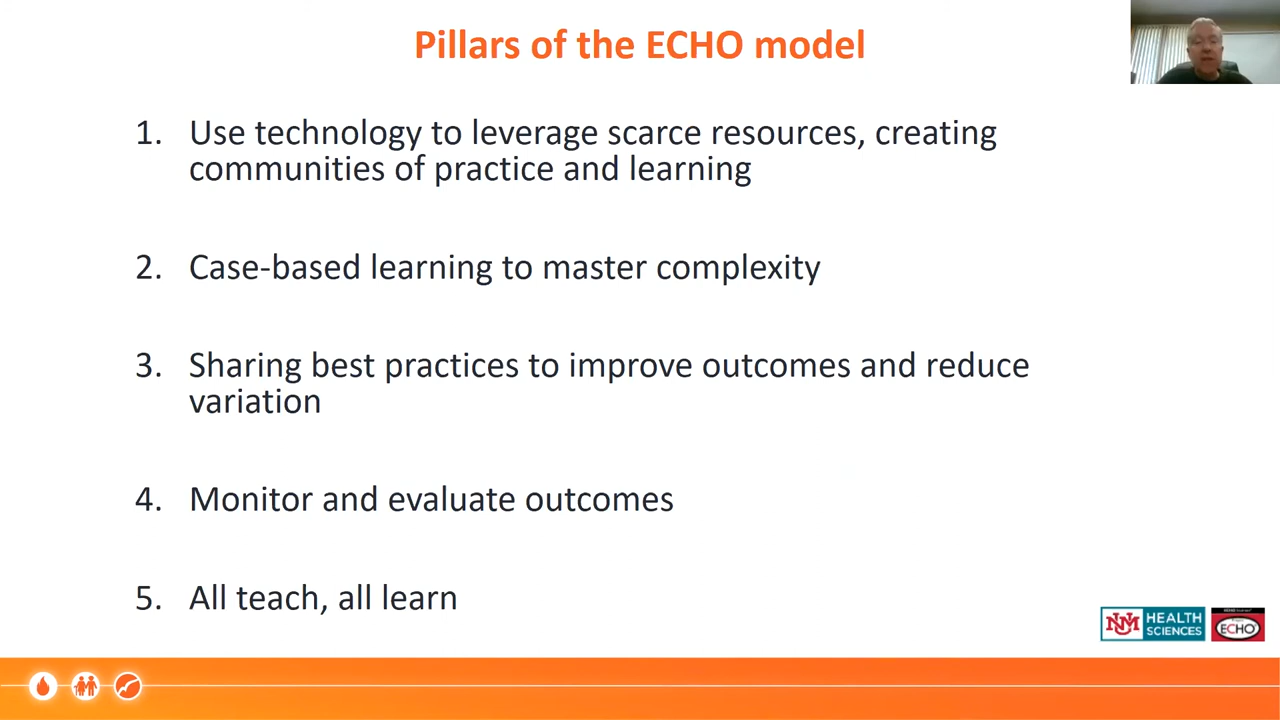 Pillars of the ECHO model
1. Use technology to leverage scarce resources, creating
communities of practice and learning
2. Case-based learning to master complexity
3. Sharing best practices to improve outcomes and reduce
variation
4. Monitor and evaluate outcomes
5. All teach, all learn
UNM HEALTH
SCIENCES
ECHO